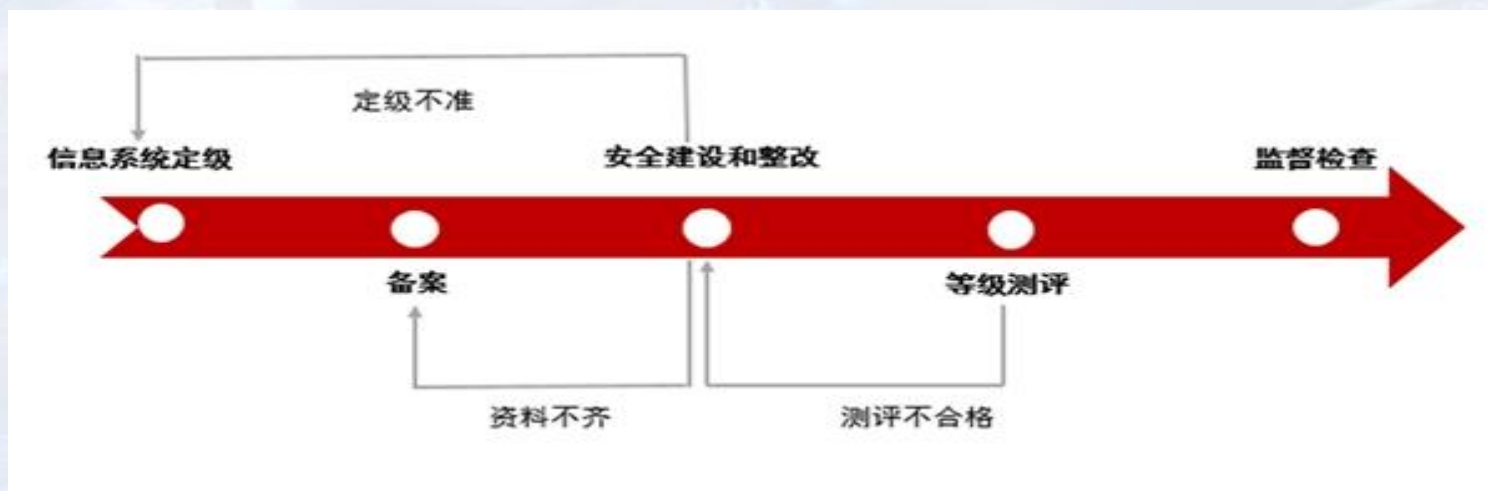 定级不准
信息系统定级
安全建设和整改
监督检查
备案
等级测评
资料不齐
测评不合格